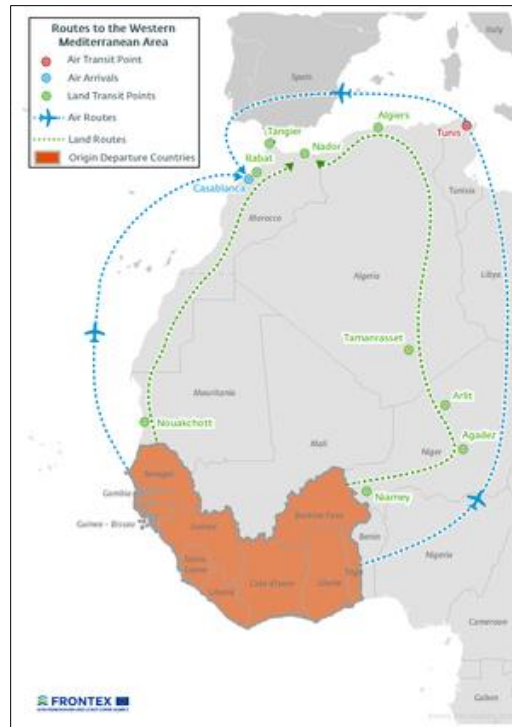 Routes to the Western
Mediterranean Area
Air Transit Point
Air Arrivals
Land Transit Points
Air Routes
Land Routes
Origin Departure Countries
Italy
Spain
Algiers
Tunis
Tangier
Nador
Rabat
Casablanca
Tunisia
Morocco
Algeria
Libya
Tamanrasset
Mauritania
Arlit
Nouakchott
Agadez
Mali
Niger
Senegal
Niamey
Gambia
Burkina Faso
Guinea - Bissau
Guinea
Benin
Nigeria
Sierra
Leone
Togo
Liberia
Cote d'Ivoire
Ghana
Cameroon
Gabon
FRONTEX